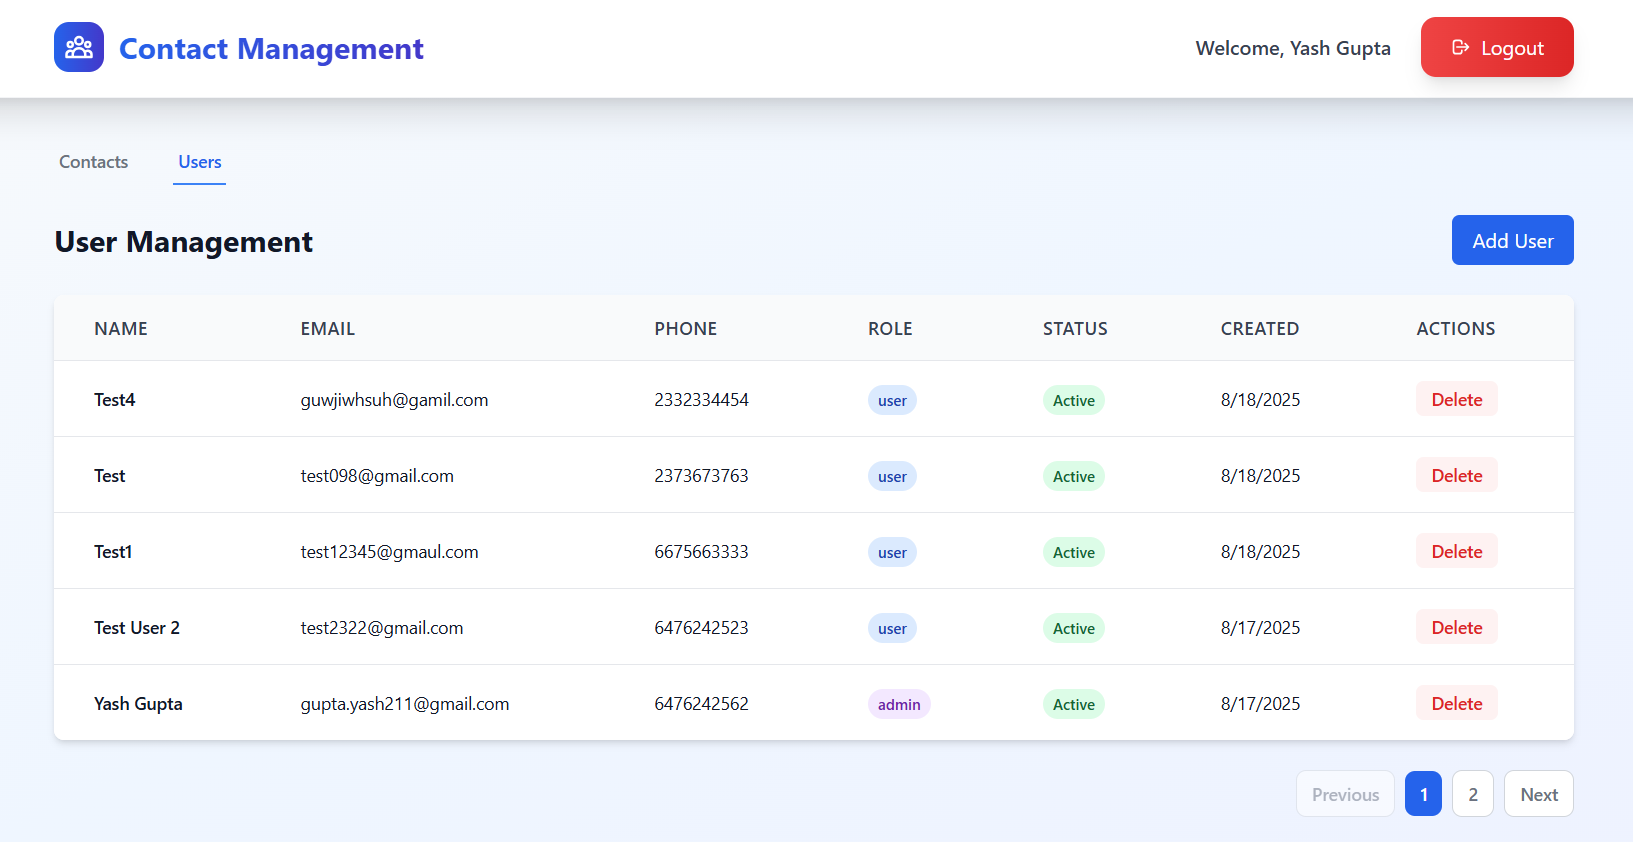 Contact Management
Welcome, Yash Gupta
Logout
Contacts Users
User Management
Add User
NAME EMAIL PHONE ROLE STATUS CREATED ACTIONS
Test4 guwjiwhsuh@gamil.com 2332334454 user Active 8/18/2025 Delete
Test test098@gmail.com 2373673763 user Active 8/18/2025 Delete
Test1 test12345@gmaul.com 6675663333 user Active 8/18/2025 Delete
Test User 2 test2322@gmail.com 6476242523 user Active 8/17/2025 Delete
Yash Gupta gupta.yash211@gmail.com 6476242562 admin Active 8/17/2025 Delete
Previous 1 2 Next